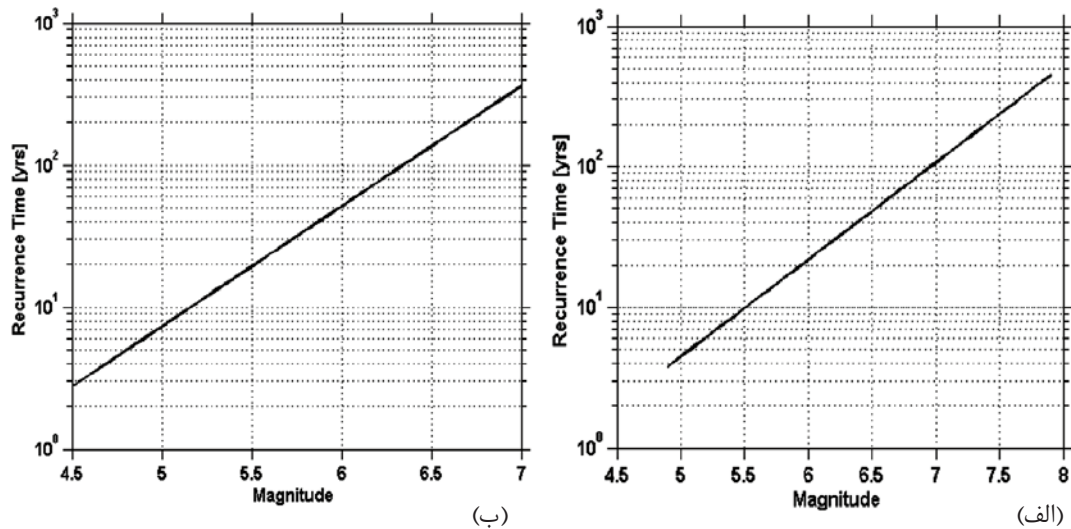 10³
10²
10¹
10⁰
Recurrence Time [yrs]
4.5 5 5.5 6 6.5 7
Magnitude
(ب)
10³
10²
10¹
10⁰
Recurrence Time [yrs]
4.5 5 5.5 6 6.5 7 7.5 8
Magnitude
(الف)